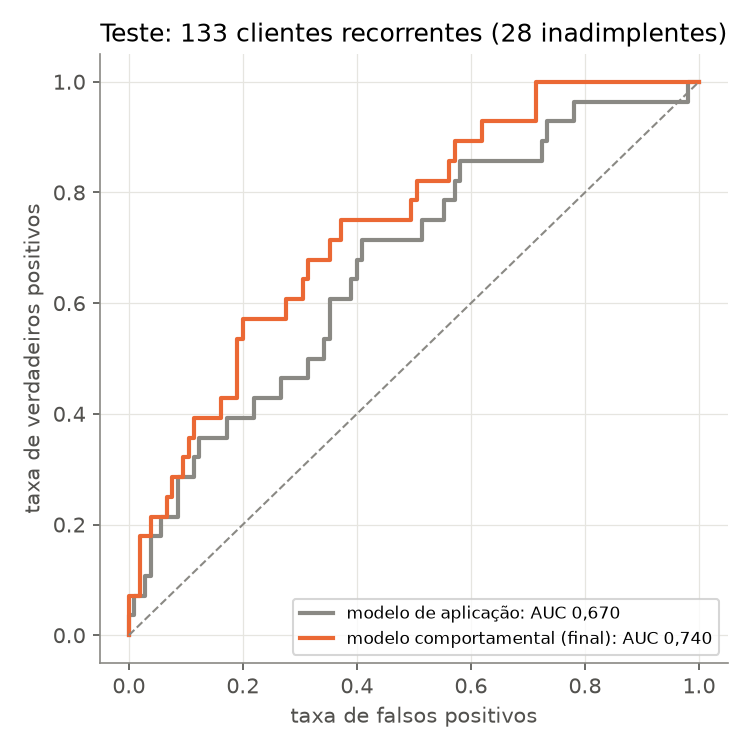 Teste: 133 clientes recorrentes (28 inadimplentes)
taxa de verdadeiros positivos
1.0
0.8
0.6
0.4
0.2
0.0
modelo de aplicação: AUC 0,670
modelo comportamental (final): AUC 0,740
0.0 0.2 0.4 0.6 0.8 1.0
taxa de falsos positivos